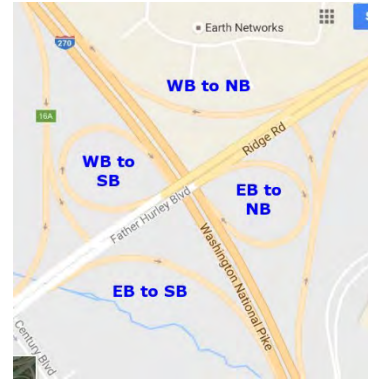 Earth Networks
S
270
WB to NB
16A
Ridge Rd
WB to
SB
EB to
NB
Father Hurley Blvd
EB to SB
Washington National Pike
Century Blvd